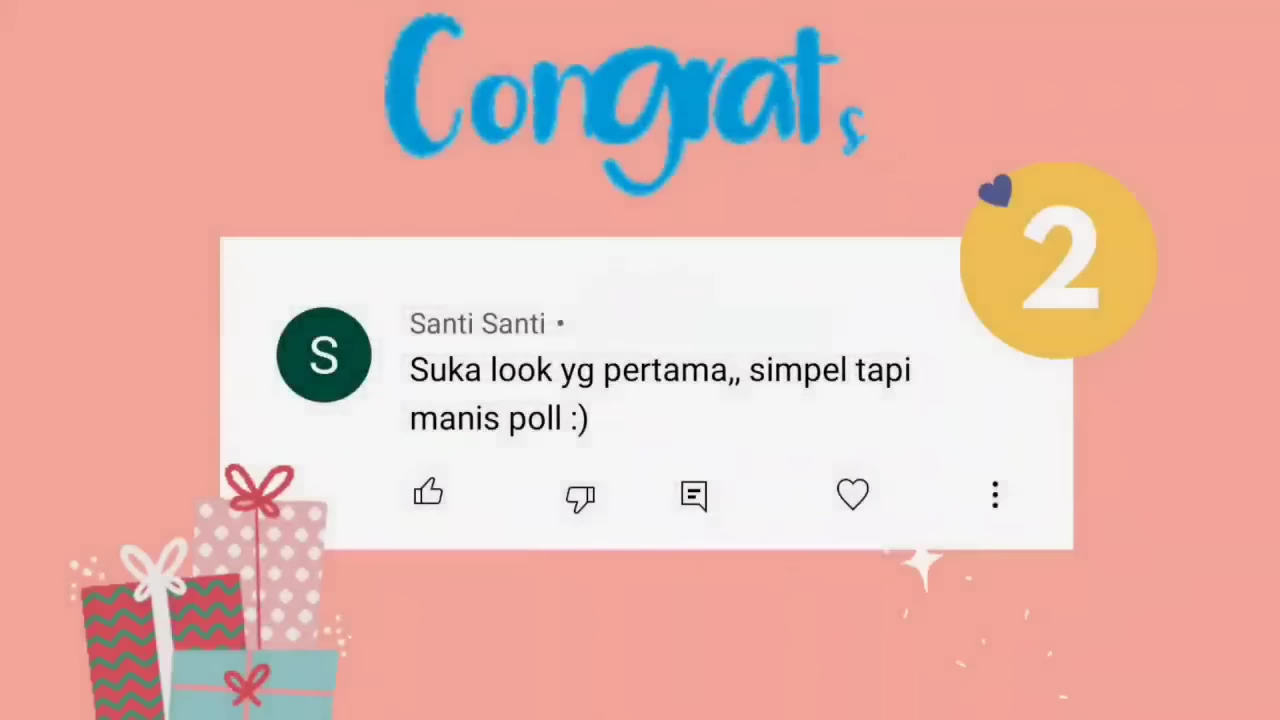 Congrats
2
S
Santi Santi •
Suka look yg pertama,, simpel tapi
manis poll :)